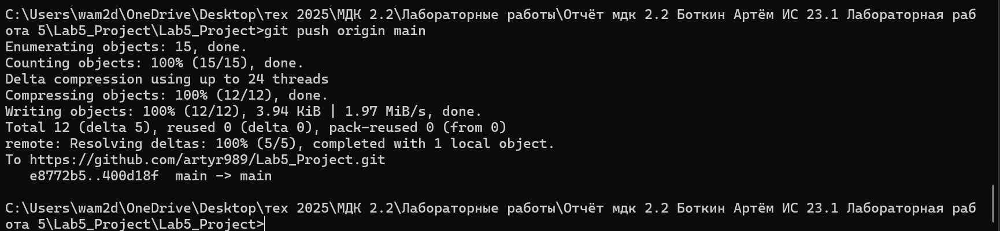 C:\Users\wam2d\OneDrive\Desktop\тех 2025\МДК 2.2\Лабораторные работы\Отчёт мдк 2.2 Боткин Артём ИС 23.1 Лабораторная раб
ота 5\Lab5_Project\Lab5_Project>git push origin main
Enumerating objects: 15, done.
Counting objects: 100% (15/15), done.
Delta compression using up to 24 threads
Compressing objects: 100% (12/12), done.
Writing objects: 100% (12/12), 3.94 KiB | 1.97 MiB/s, done.
Total 12 (delta 5), reused 0 (delta 0), pack-reused 0 (from 0)
remote: Resolving deltas: 100% (5/5), completed with 1 local object.
To https://github.com/artyr989/Lab5_Project.git
   e8772b5..400d18f  main -> main
C:\Users\wam2d\OneDrive\Desktop\тех 2025\МДК 2.2\Лабораторные работы\Отчёт мдк 2.2 Боткин Артём ИС 23.1 Лабораторная раб
ота 5\Lab5_Project\Lab5_Project>